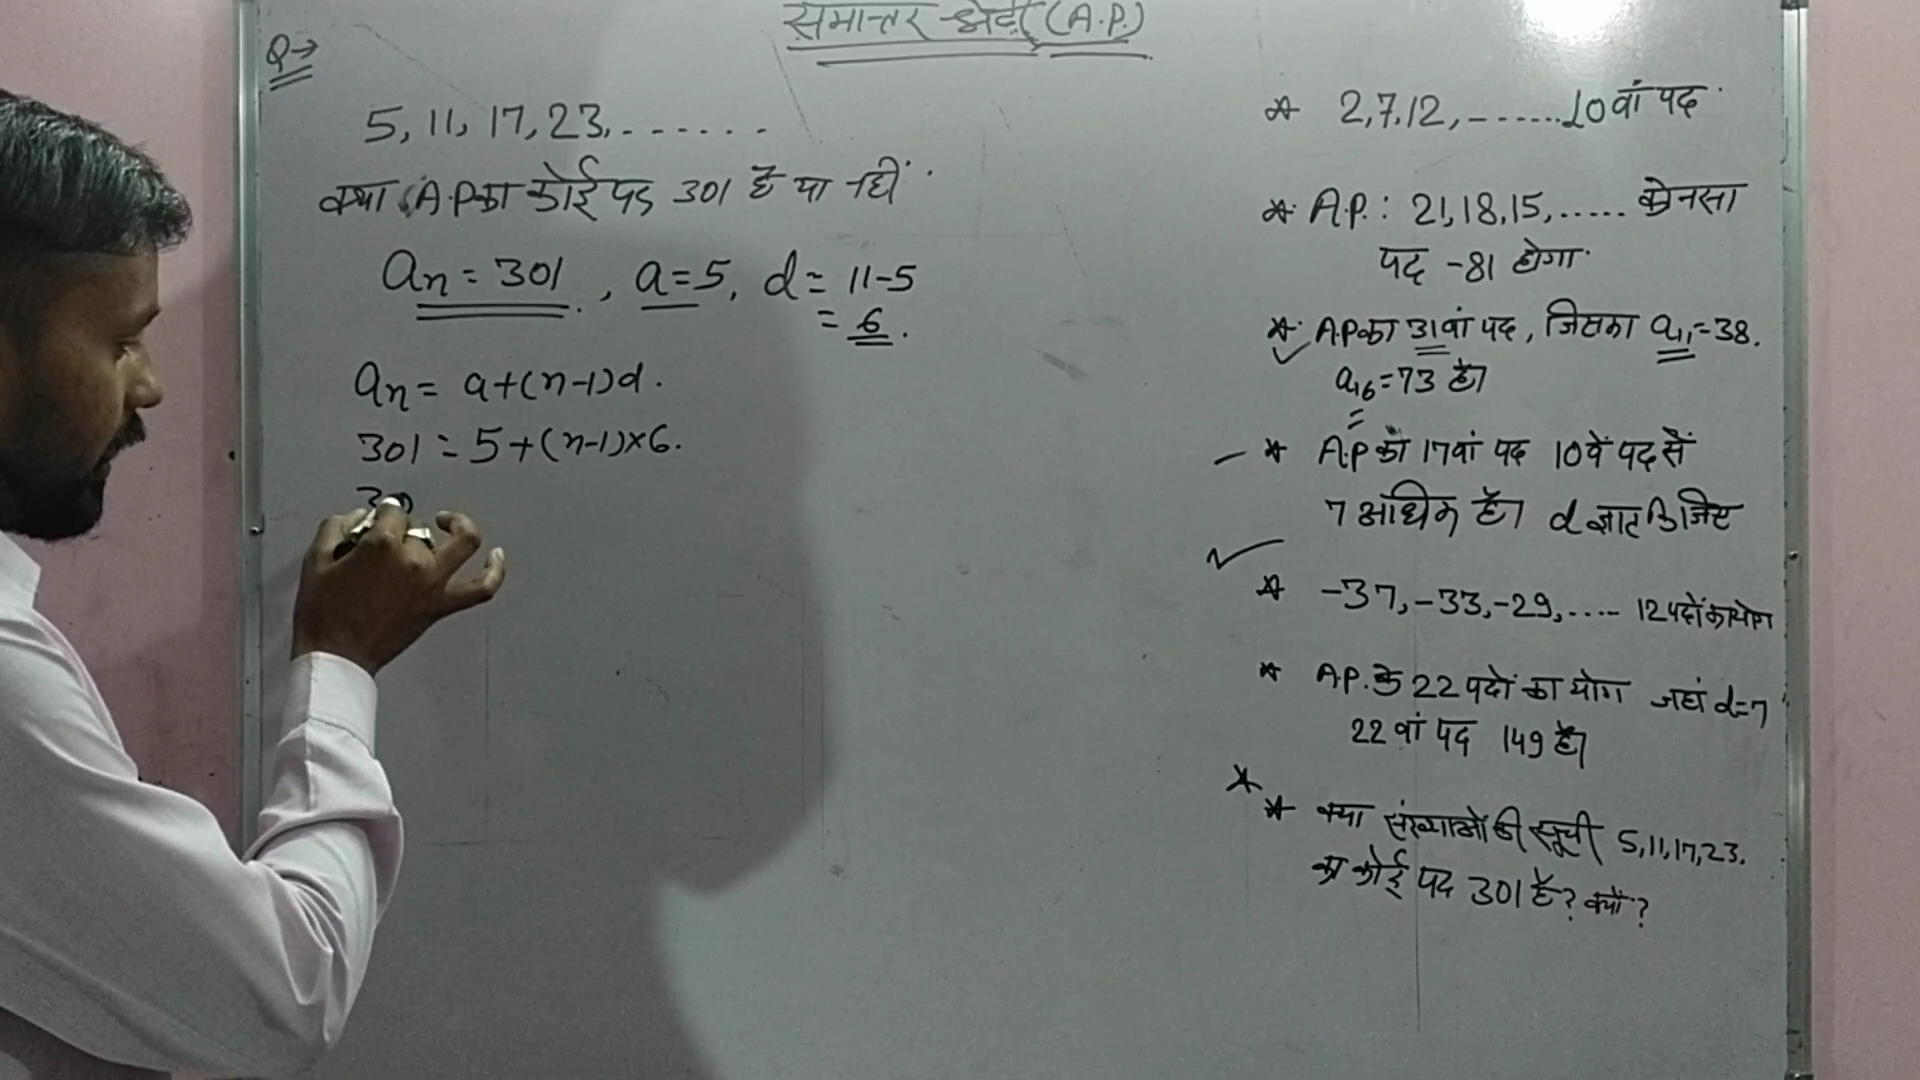 समान्तर श्रेढ़ी (A.P.)
Q→
5, 11, 17, 23, .......
क्या A.P का कोई पद 301 है या नहीं.
an = 301 , a = 5, d = 11-5
= 6.
an = a+(n-1)d.
301 = 5+(n-1)×6.
30
* 2,7,12, ....... 10 वां पद
* A.P. : 21,18,15, ...... कोनसा
पद -81 होगा
* A.P का 31वां पद, जिसका a11=38.
a16=73 है।
* A.P का 17वां पद 10वें पद से
7 अधिक है। d ज्ञात किजिए
* -37, -33, -29, ..... 12 पदों का योग
* A.P. के 22 पदों का योग जहां d=7
22 वां पद 149 है।
* * क्या संख्याओं की सूची 5,11,17,23.
का कोई पद 301 है? क्यों?